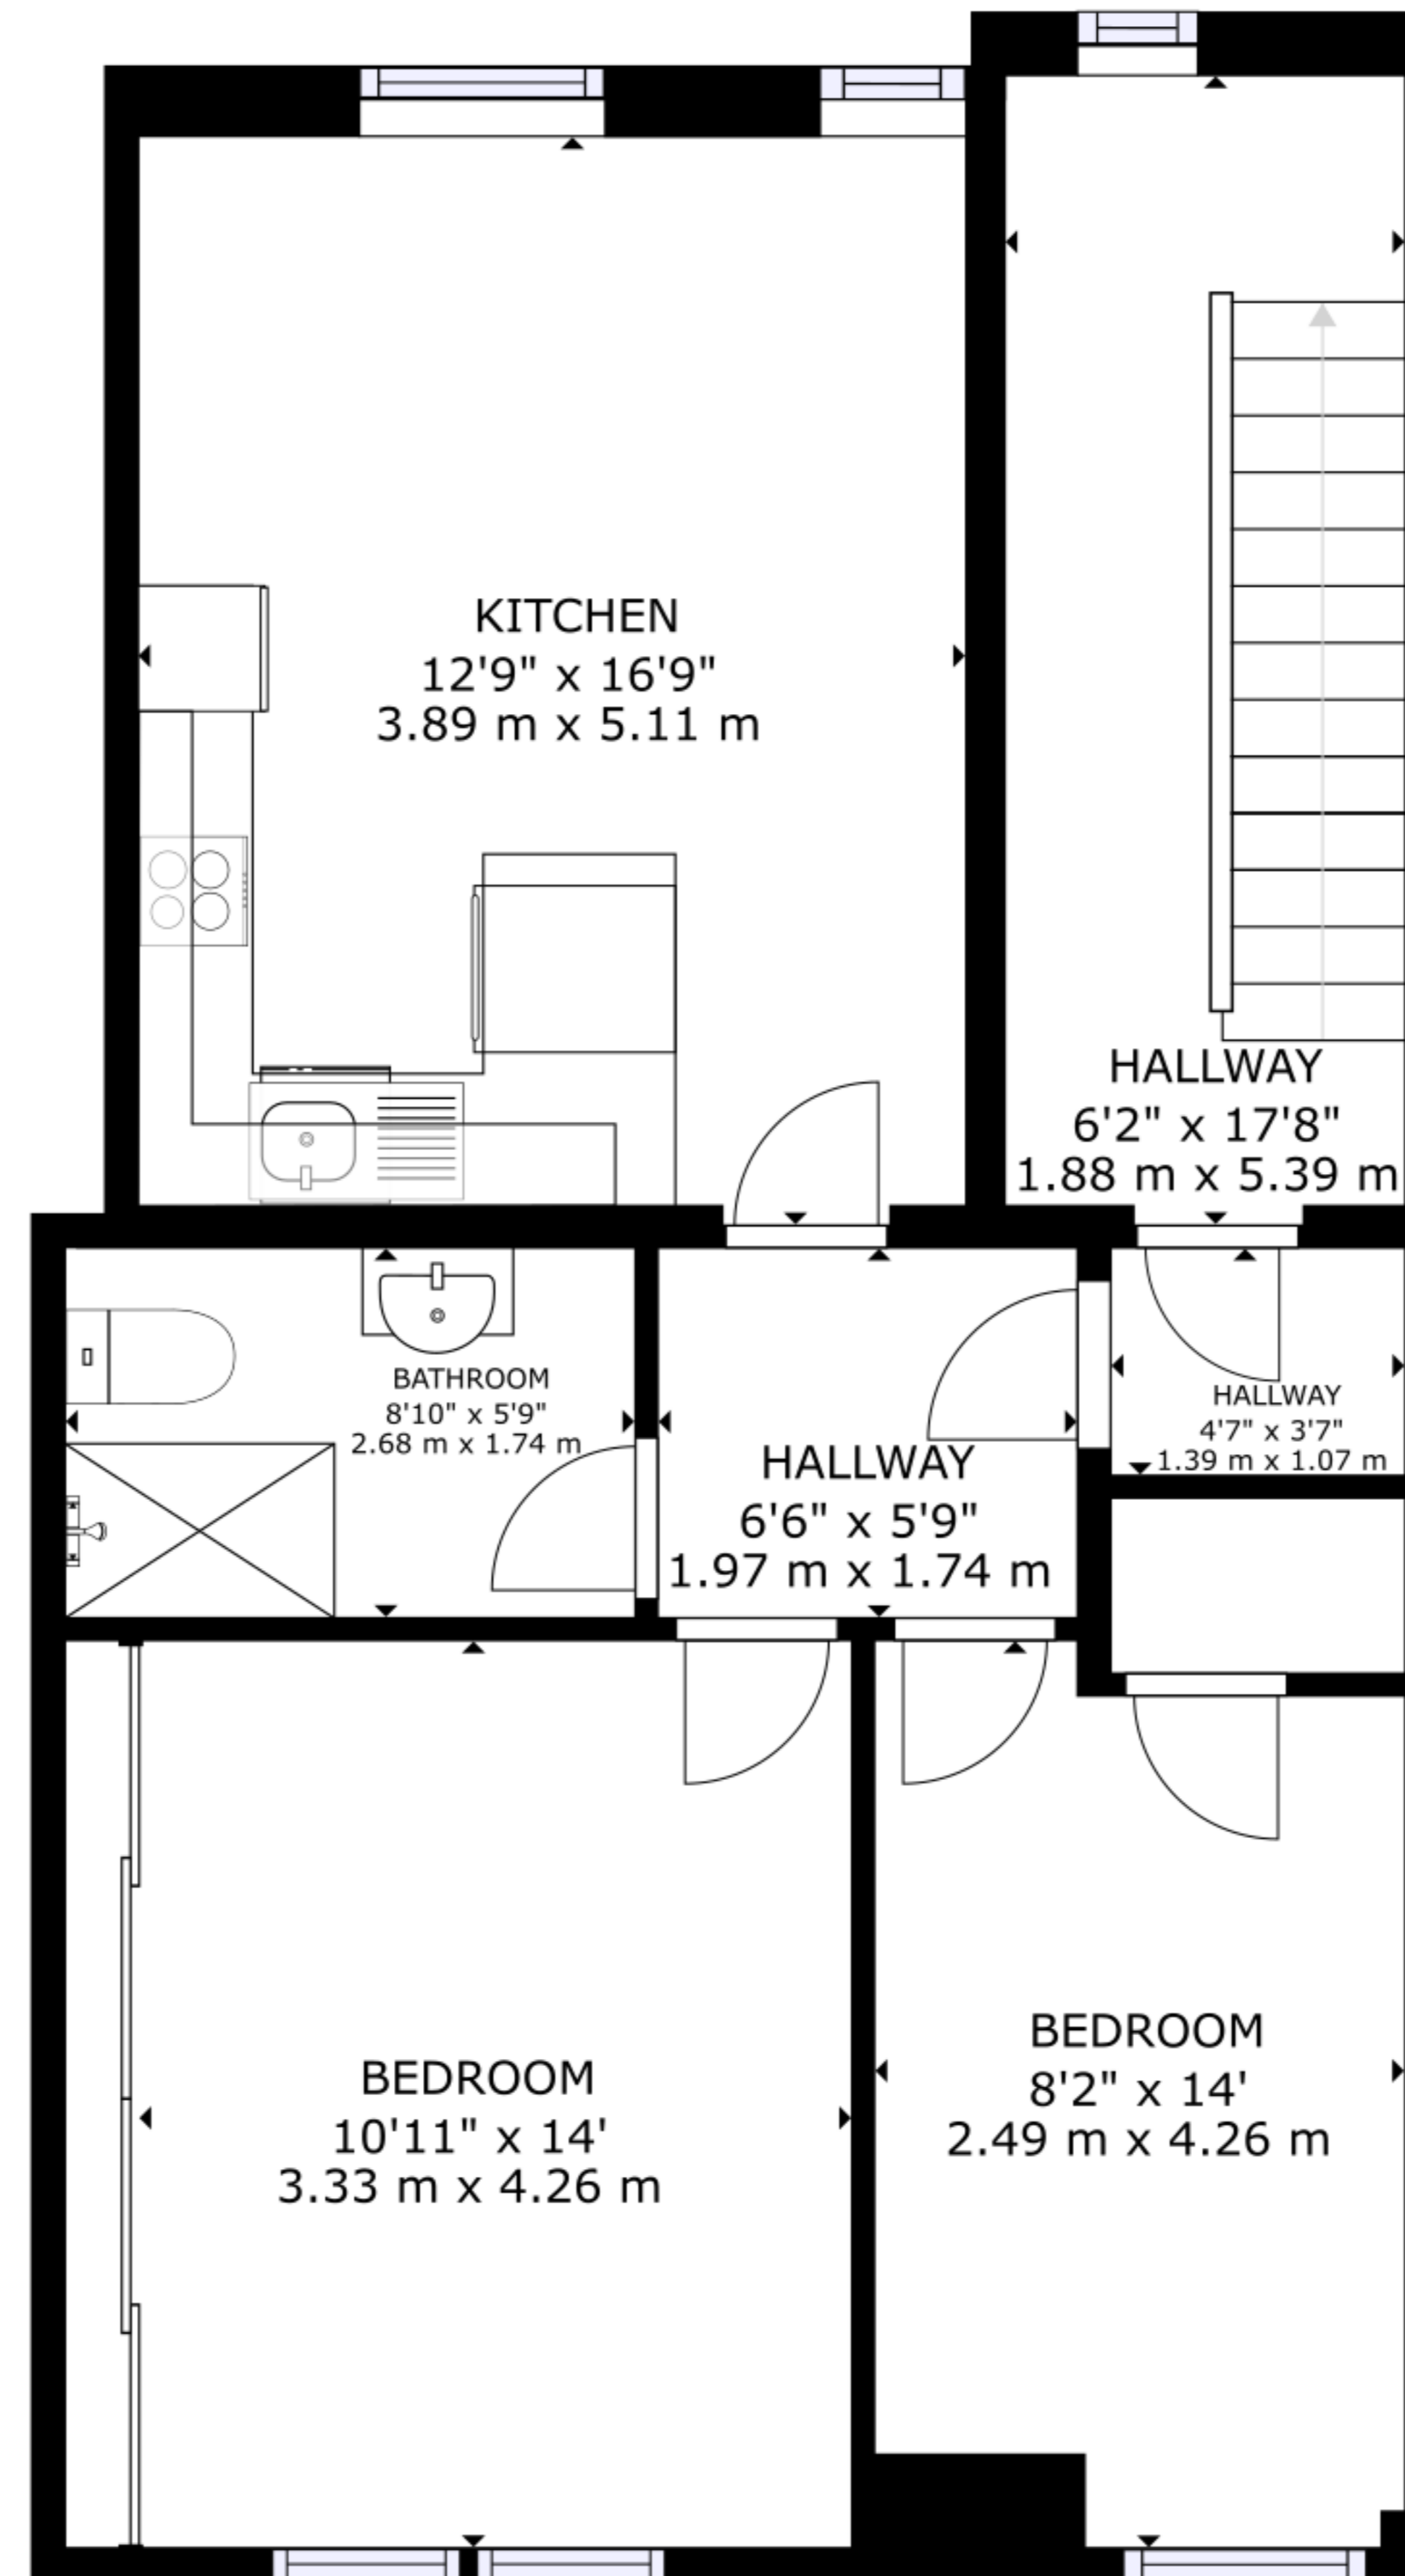 KITCHEN
12'9" x 16'9"
3.89 m x 5.11 m
HALLWAY
6'2" x 17'8"
1.88 m x 5.39 m
BATHROOM
8'10" x 5'9"
2.68 m x 1.74 m
HALLWAY
6'6" x 5'9"
1.97 m x 1.74 m
HALLWAY
4'7" x 3'7"
1.39 m x 1.07 m
BEDROOM
10'11" x 14'
3.33 m x 4.26 m
BEDROOM
8'2" x 14'
2.49 m x 4.26 m